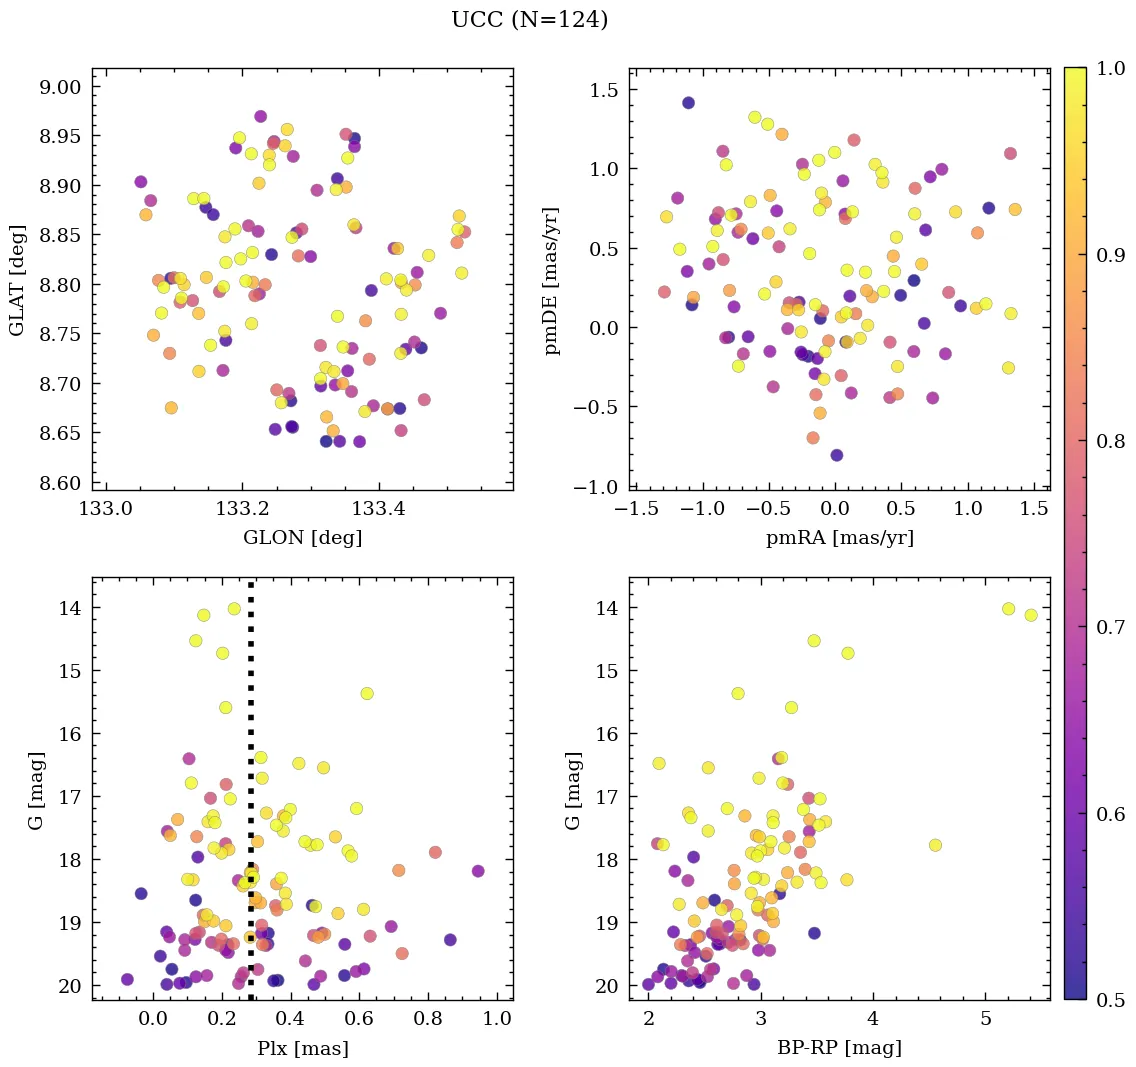 UCC (N=124)
9.00
8.95
8.90
8.85
8.80
8.75
8.70
8.65
8.60
GLAT [deg]
133.0 133.2 133.4
GLON [deg]
1.5
1.0
0.5
0.0
−0.5
−1.0
pmDE [mas/yr]
−1.5 −1.0 −0.5 0.0 0.5 1.0 1.5
pmRA [mas/yr]
14
15
16
17
18
19
20
G [mag]
0.0 0.2 0.4 0.6 0.8 1.0
Plx [mas]
14
15
16
17
18
19
20
G [mag]
2 3 4 5
BP-RP [mag]
1.0
0.9
0.8
0.7
0.6
0.5